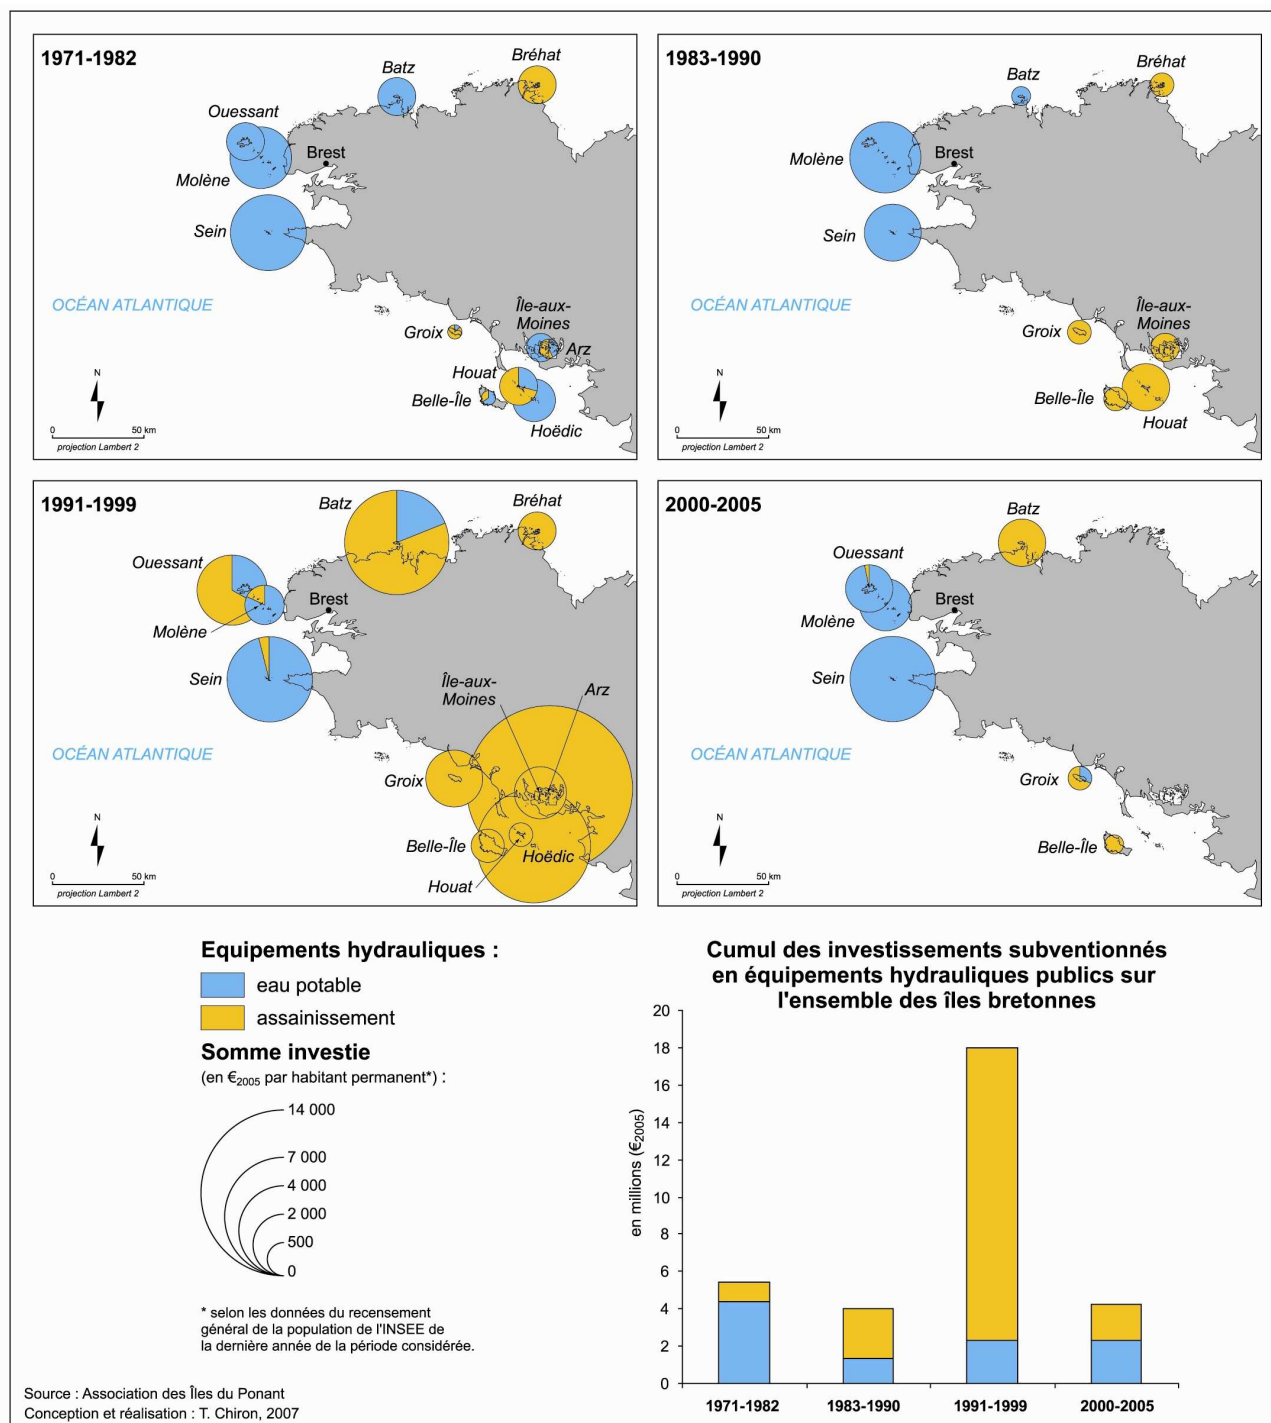 1971-1982
Batz
Bréhat
Ouessant
Brest
Molène
Sein
OCÉAN ATLANTIQUE
Île-aux-
Moines
Groix
Arz
Houat
Belle-Île
Hoëdic
N
0 50 km
projection Lambert 2
1983-1990
Batz
Bréhat
Molène
Brest
Sein
OCÉAN ATLANTIQUE
Île-aux-
Moines
Groix
Belle-Île
Houat
N
0 50 km
projection Lambert 2
1991-1999
Batz
Bréhat
Ouessant
Brest
Molène
Sein
Île-aux-
Moines
Arz
OCÉAN ATLANTIQUE
Groix
Belle-Île
Hoëdic
Houat
N
0 50 km
projection Lambert 2
2000-2005
Batz
Ouessant
Brest
Molène
Sein
OCÉAN ATLANTIQUE
Groix
Belle-Île
N
0 50 km
projection Lambert 2
Equipements hydrauliques :
eau potable
assainissement
Somme investie
(en €2005 par habitant permanent*) :
14 000
7 000
4 000
2 000
500
0
* selon les données du recensement
général de la population de l'INSEE de
la dernière année de la période considérée.
Source : Association des Îles du Ponant
Conception et réalisation : T. Chiron, 2007
Cumul des investissements subventionnés
en équipements hydrauliques publics sur
l'ensemble des îles bretonnes
en millions (€2005)
20
18
16
14
12
10
8
6
4
2
0
1971-1982 1983-1990 1991-1999 2000-2005